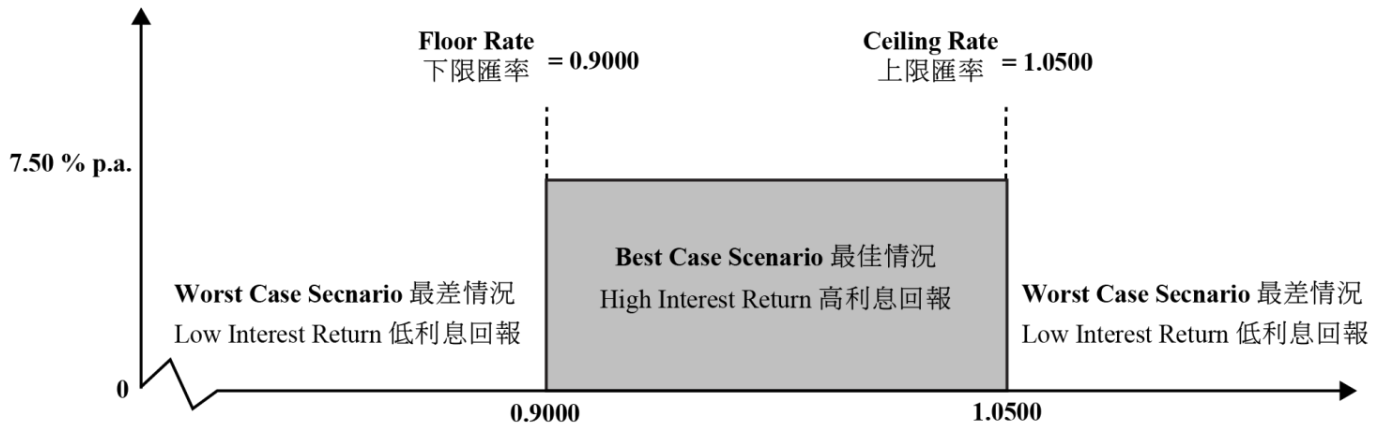 Floor Rate
下限匯率
= 0.9000
Ceiling Rate
上限匯率
= 1.0500
7.50 % p.a.
Best Case Scenario 最佳情況
High Interest Return 高利息回報
Worst Case Secnario 最差情況
Low Interest Return 低利息回報
Worst Case Secnario 最差情況
Low Interest Return 低利息回報
0
0.9000
1.0500